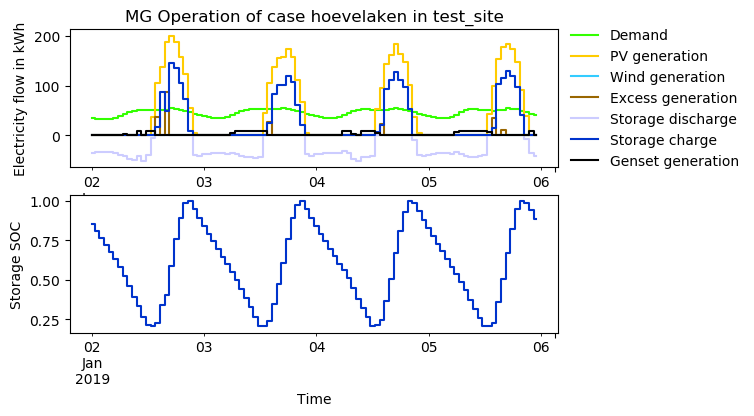 MG Operation of case hoevelaken in test_site
Electricity flow in kWh
200
100
0
02
03
04
05
06
Demand
PV generation
Wind generation
Excess generation
Storage discharge
Storage charge
Genset generation
Storage SOC
1.00
0.75
0.50
0.25
02
03
04
05
06
Jan
2019
Time